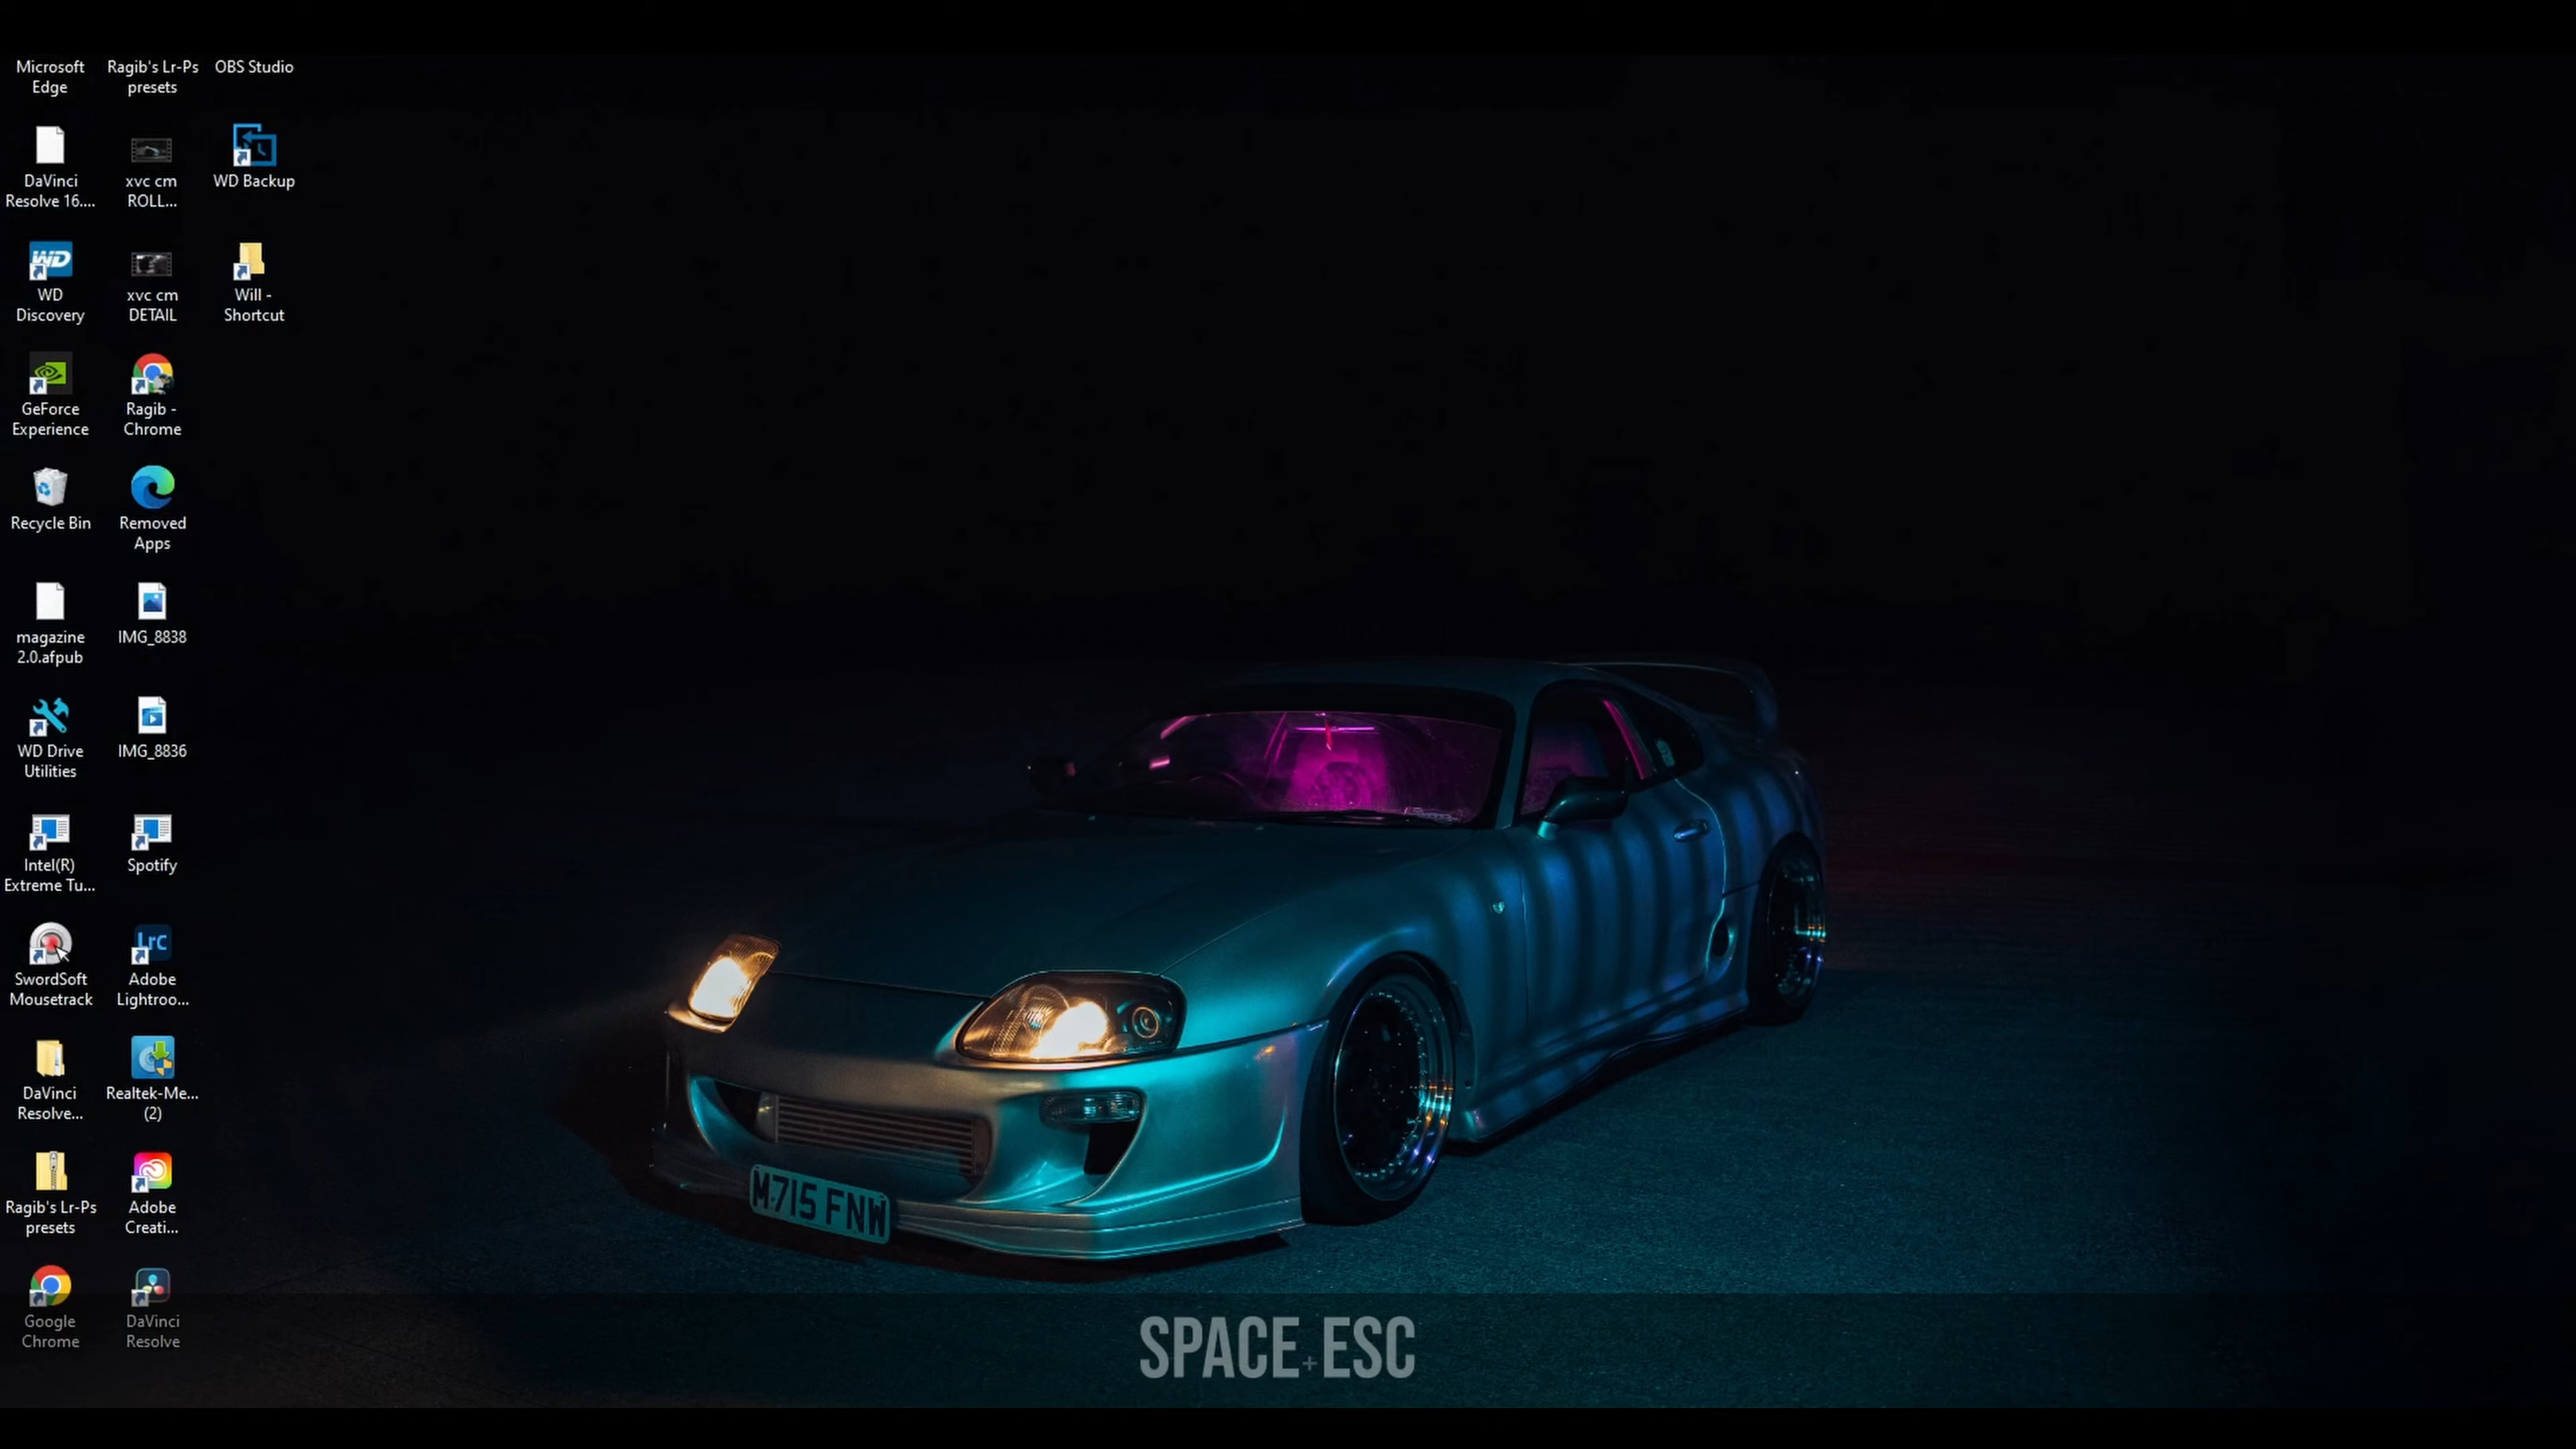 Microsoft
Edge
Ragib's Lr-Ps
presets
OBS Studio
DaVinci
Resolve 16....
xvc cm
ROLL...
WD Backup
WD
WD
Discovery
xvc cm
DETAIL
Will -
Shortcut
GeForce
Experience
Ragib -
Chrome
Recycle Bin
Removed
Apps
magazine
2.0.afpub
IMG_8838
WD Drive
Utilities
IMG_8836
Intel(R)
Extreme Tu...
Spotify
SwordSoft
Mousetrack
Lrc
Adobe
Lightroo...
DaVinci
Resolve...
Realtek-Me...
(2)
Ragib's Lr-Ps
presets
Adobe
Creati...
Google
Chrome
DaVinci
Resolve
M715 FNW
SPACE+ESC